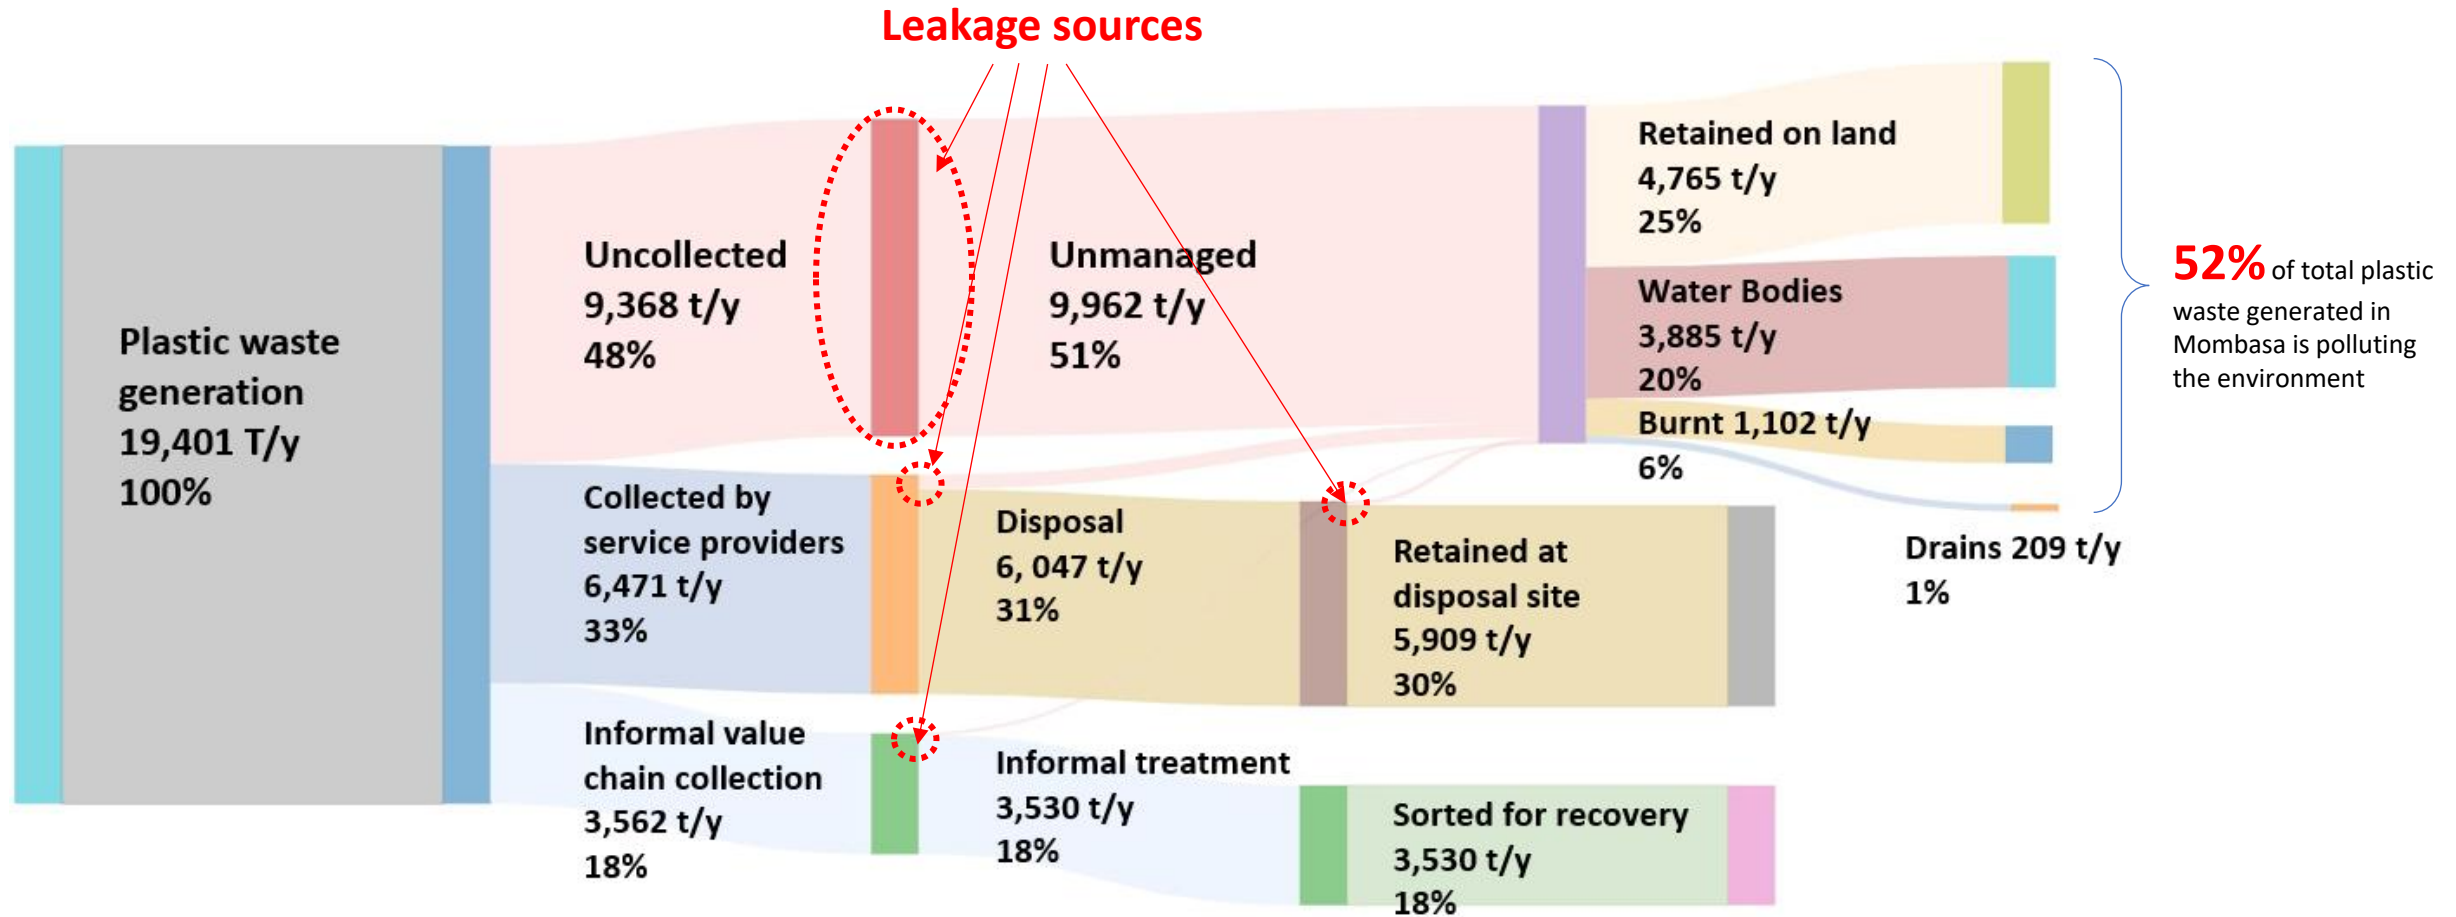 Leakage sources
Plastic waste
generation
19,401 T/y
100%
Uncollected
9,368 t/y
48%
Collected by
service providers
6,471 t/y
33%
Informal value
chain collection
3,562 t/y
18%
Unmanaged
9,962 t/y
51%
Disposal
6, 047 t/y
31%
Informal treatment
3,530 t/y
18%
Retained at
disposal site
5,909 t/y
30%
Sorted for recovery
3,530 t/y
18%
Retained on land
4,765 t/y
25%
Water Bodies
3,885 t/y
20%
Burnt 1,102 t/y
6%
Drains 209 t/y
1%
52% of total plastic
waste generated in
Mombasa is polluting
the environment